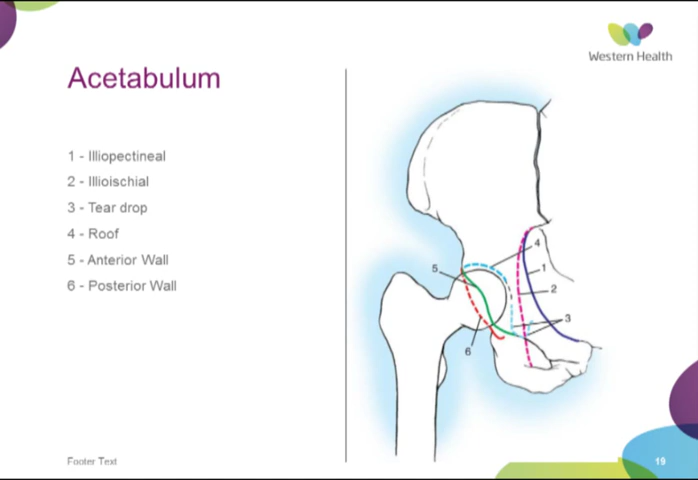 Western Health
Acetabulum
1 - Illiopectineal
2 - Illioischial
3 - Tear drop
4 - Roof
5 - Anterior Wall
6 - Posterior Wall
4
5
1
2
3
6
Footer Text
19